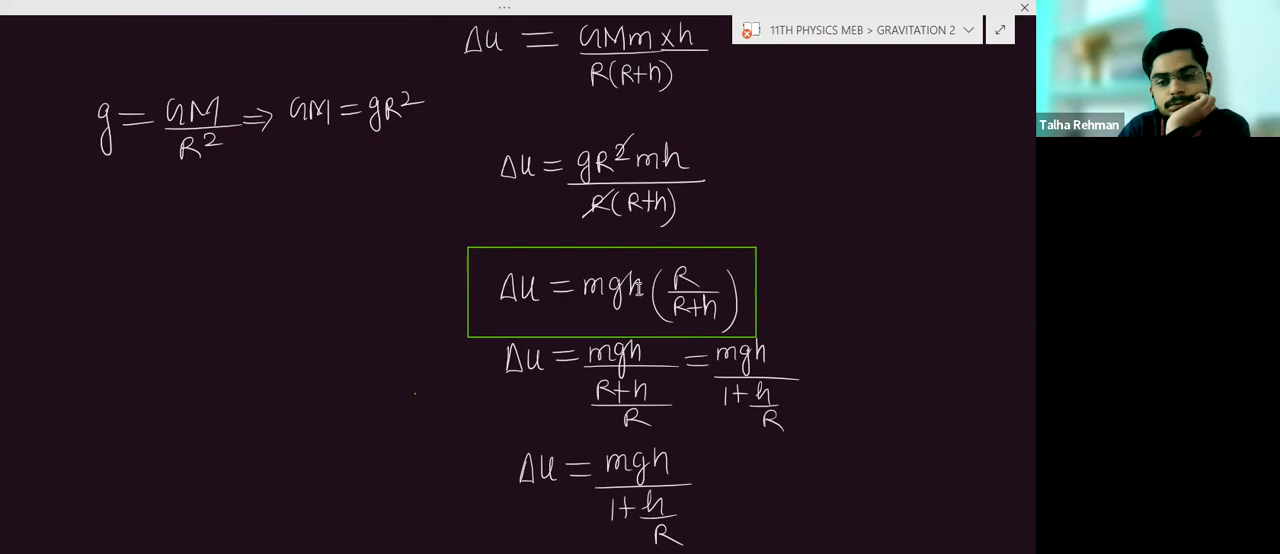 11TH PHYSICS MEB > GRAVITATION 2
ΔU = GMm×h / R(R+h)
g = GM / R² ⇒ GM = gR²
ΔU = gR²mh / R(R+h)
ΔU = mgh (R / R+h)
ΔU = mgh / (R+h / R) = mgh / (1 + h/R)
ΔU = mgh / (1 + h/R)
Talha Rehman